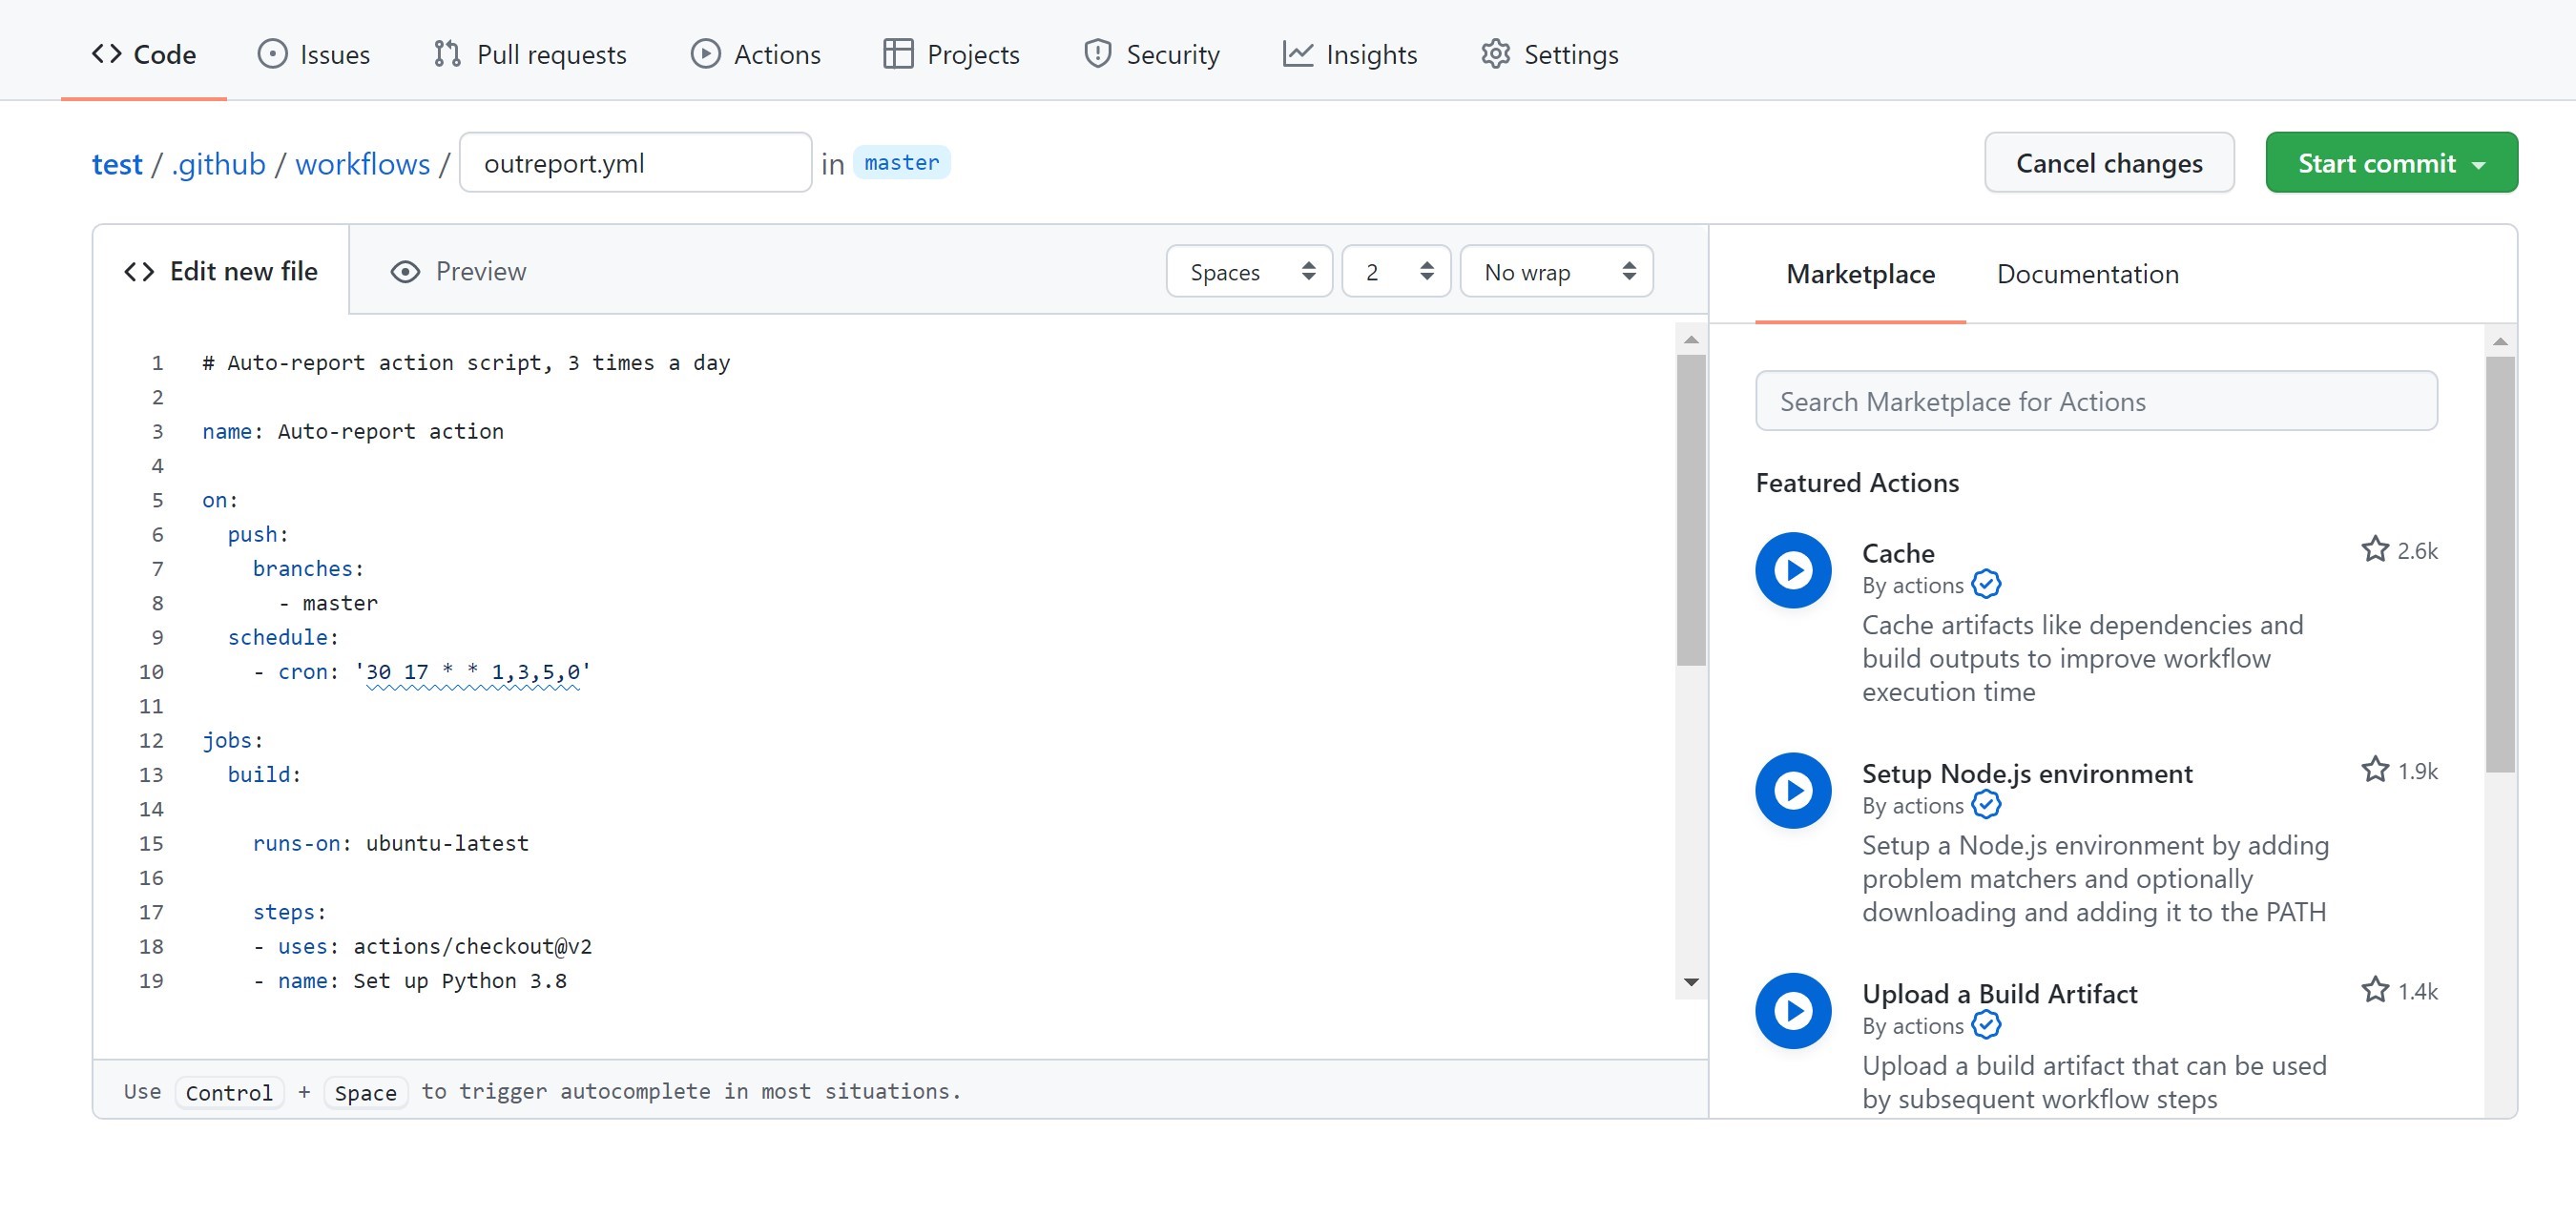 Code Issues Pull requests Actions Projects Security Insights Settings
test / .github / workflows / outreport.yml in master Cancel changes Start commit
Edit new file Preview Spaces 2 No wrap
1 # Auto-report action script, 3 times a day
2
3 name: Auto-report action
4
5 on:
6 push:
7 branches:
8 - master
9 schedule:
10 - cron: '30 17 * * 1,3,5,0'
11
12 jobs:
13 build:
14
15 runs-on: ubuntu-latest
16
17 steps:
18 - uses: actions/checkout@v2
19 - name: Set up Python 3.8
Use Control + Space to trigger autocomplete in most situations.
Marketplace Documentation
Search Marketplace for Actions
Featured Actions
Cache 2.6k
By actions
Cache artifacts like dependencies and
build outputs to improve workflow
execution time
Setup Node.js environment 1.9k
By actions
Setup a Node.js environment by adding
problem matchers and optionally
downloading and adding it to the PATH
Upload a Build Artifact 1.4k
By actions
Upload a build artifact that can be used
by subsequent workflow steps